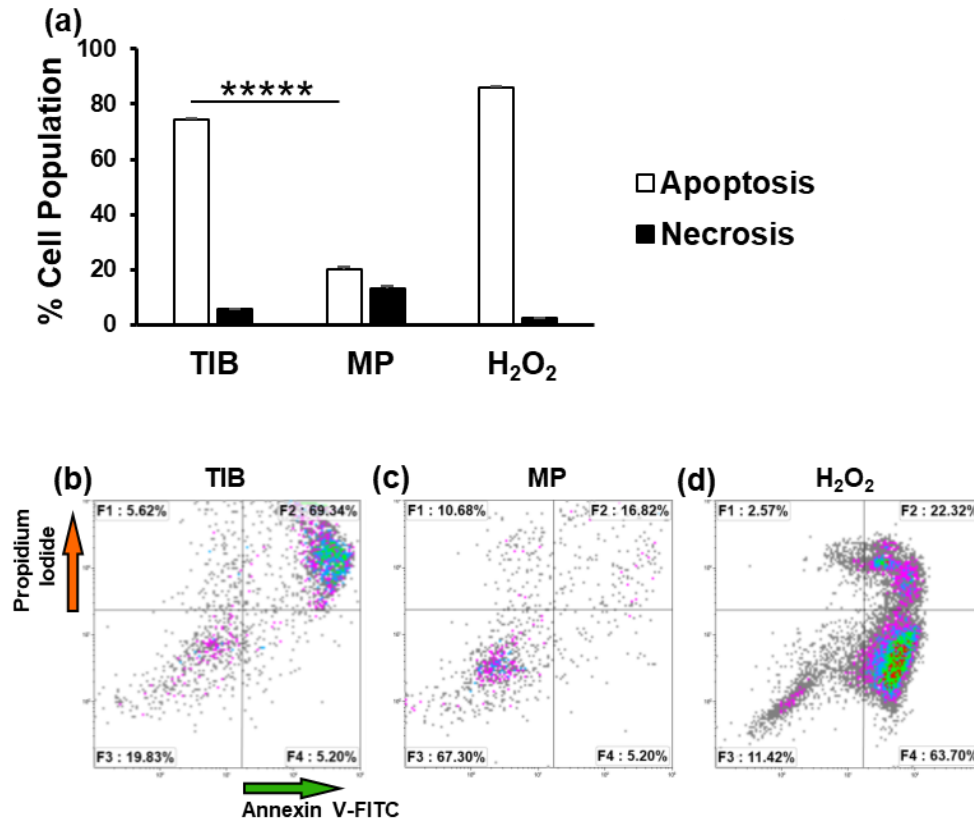 (a)
% Cell Population
100
80
60
40
20
0
*****
TIB
MP
H₂O₂
Apoptosis
Necrosis
(b)
TIB
(c)
MP
(d)
H₂O₂
Propidium
Iodide
F1 : 5.62%
F2 : 69.34%
F3 : 19.83%
F4 : 5.20%
F1 : 10.68%
F2 : 16.82%
F3 : 67.30%
F4 : 5.20%
F1 : 2.57%
F2 : 22.32%
F3 : 11.42%
F4 : 63.70%
Annexin V-FITC